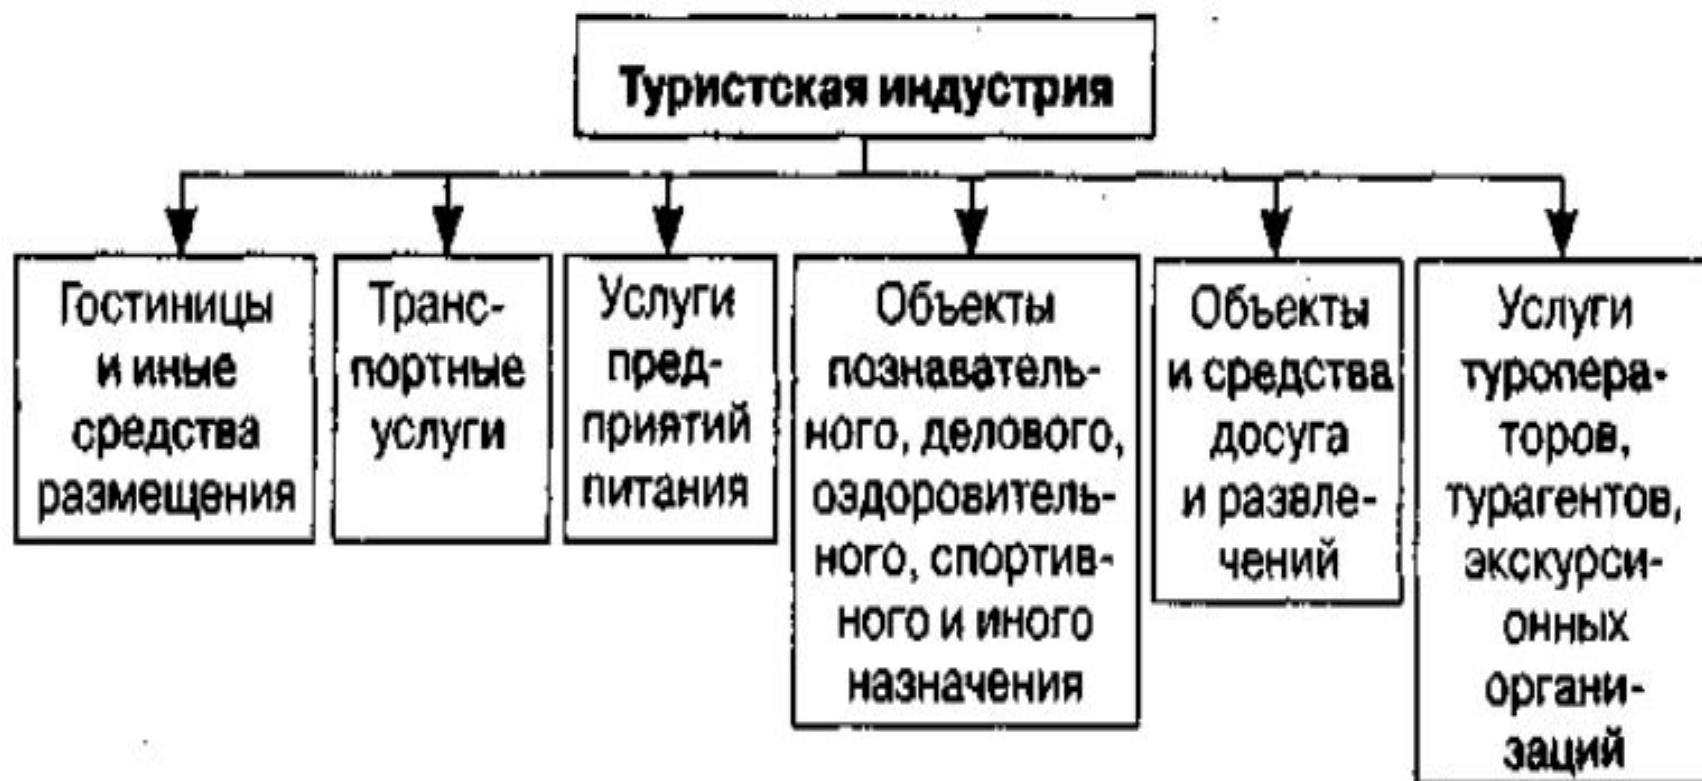 Туристская индустрия
Гостиницы
и иные
средства
размещения
Транс-
портные
услуги
Услуги
пред-
приятий
питания
Объекты
познаватель-
ного, делового,
оздоровитель-
ного, спортив-
ного и иного
назначения
Объекты
и средства
досуга
и развле-
чений
Услуги
туропера-
торов,
турагентов,
экскурси-
онных
органи-
заций